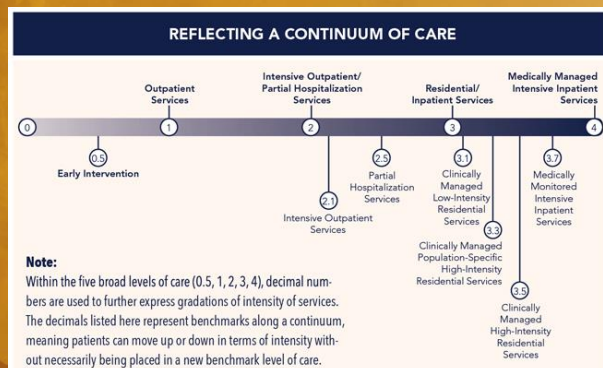 REFLECTING A CONTINUUM OF CARE
Outpatient
Services
Intensive Outpatient/
Partial Hospitalization
Services
Residential/
Inpatient Services
Medically Managed
Intensive Inpatient
Services
0
1
2
3
4
0.5
Early Intervention
2.1
Intensive Outpatient
Services
2.5
Partial
Hospitalization
Services
3.1
Clinically
Managed
Low-Intensity
Residential
Services
3.3
Clinically Managed
Population-Specific
High-Intensity
Residential Services
3.5
Clinically
Managed
High-Intensity
Residential
Services
3.7
Medically
Monitored
Intensive
Inpatient
Services
Note:
Within the five broad levels of care (0.5, 1, 2, 3, 4), decimal num-
bers are used to further express gradations of intensity of services.
The decimals listed here represent benchmarks along a continuum,
meaning patients can move up or down in terms of intensity with-
out necessarily being placed in a new benchmark level of care.